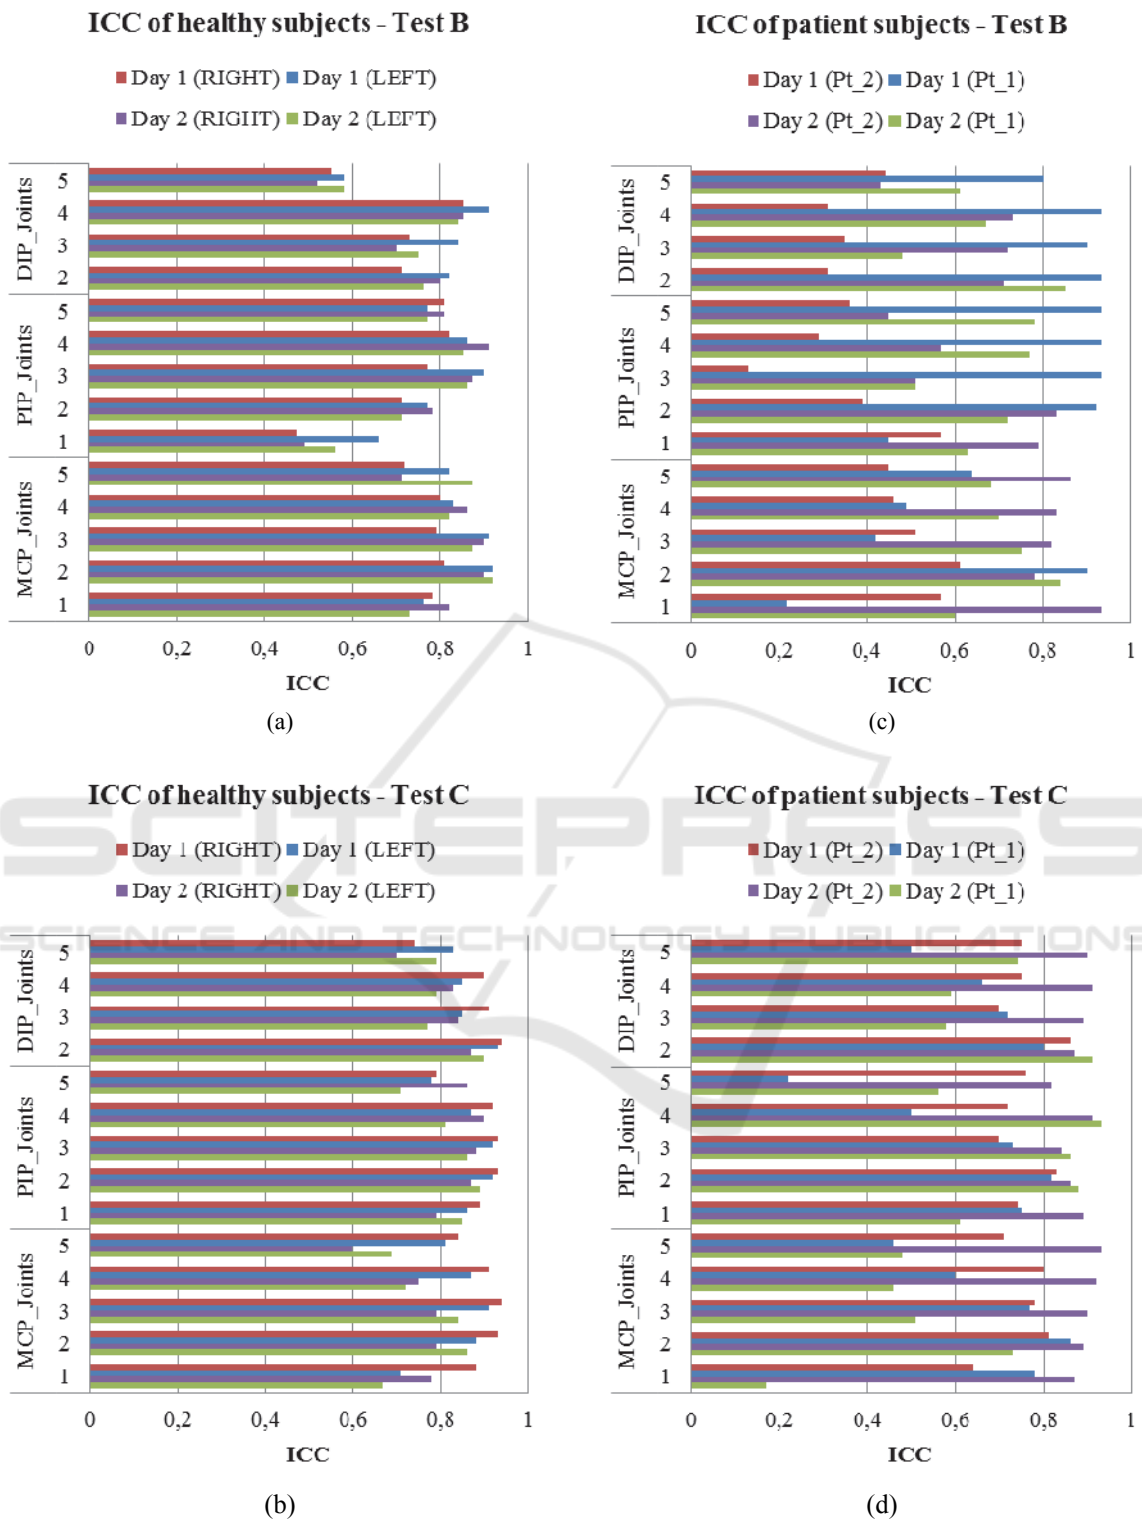 ICC of healthy subjects - Test B
Day 1 (RIGHT) Day 1 (LEFT)
Day 2 (RIGHT) Day 2 (LEFT)
DIP_Joints
5
4
3
2
PIP_Joints
5
4
3
2
1
MCP_Joints
5
4
3
2
1
0 0,2 0,4 0,6 0,8 1
ICC
(a)
ICC of patient subjects - Test B
Day 1 (Pt_2) Day 1 (Pt_1)
Day 2 (Pt_2) Day 2 (Pt_1)
DIP_Joints
5
4
3
2
PIP_Joints
5
4
3
2
1
MCP_Joints
5
4
3
2
1
0 0,2 0,4 0,6 0,8 1
ICC
(c)
ICC of healthy subjects - Test C
Day 1 (RIGHT) Day 1 (LEFT)
Day 2 (RIGHT) Day 2 (LEFT)
DIP_Joints
5
4
3
2
PIP_Joints
5
4
3
2
1
MCP_Joints
5
4
3
2
1
0 0,2 0,4 0,6 0,8 1
ICC
(b)
ICC of patient subjects - Test C
Day 1 (Pt_2) Day 1 (Pt_1)
Day 2 (Pt_2) Day 2 (Pt_1)
DIP_Joints
5
4
3
2
PIP_Joints
5
4
3
2
1
MCP_Joints
5
4
3
2
1
0 0,2 0,4 0,6 0,8 1
ICC
(d)
SCITEPRESS
SCIENCE AND TECHNOLOGY PUBLICATIONS